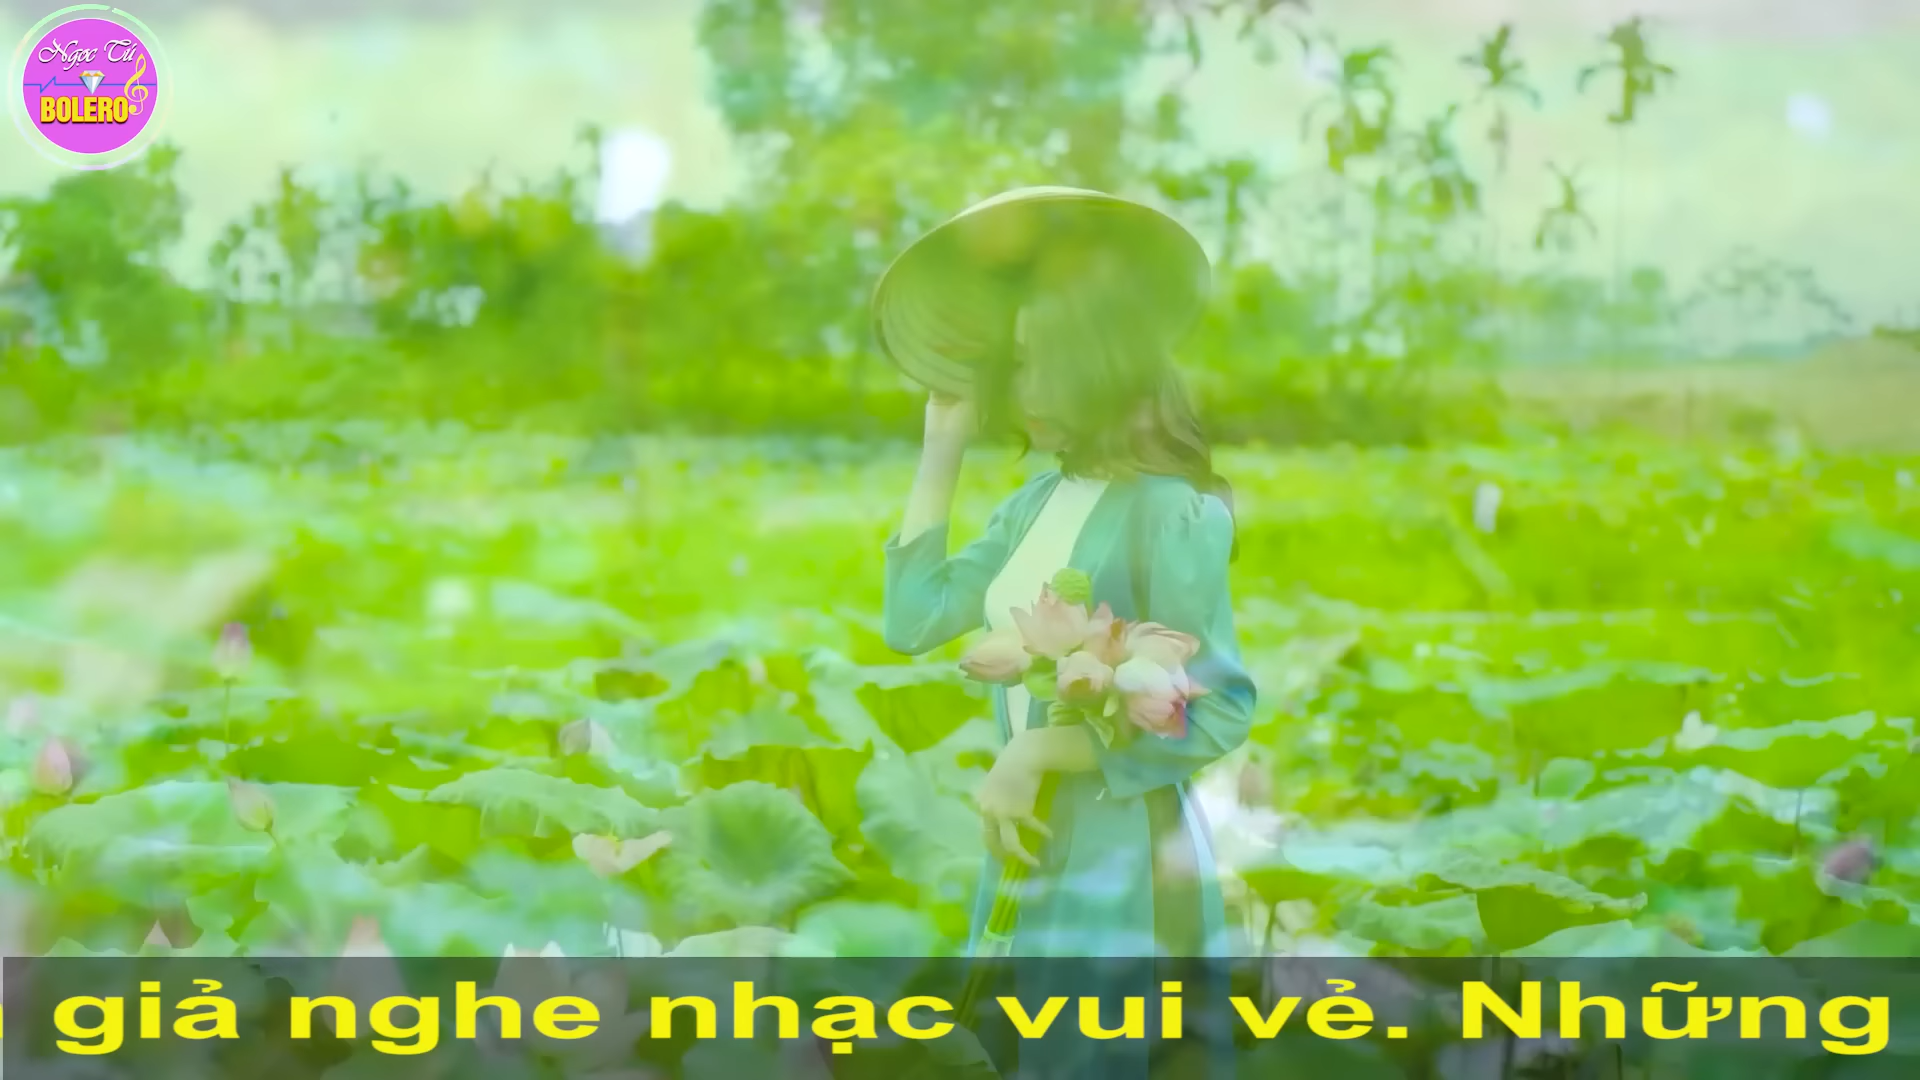 Ngọc Tú
BOLERO
giả nghe nhạc vui vẻ. Những